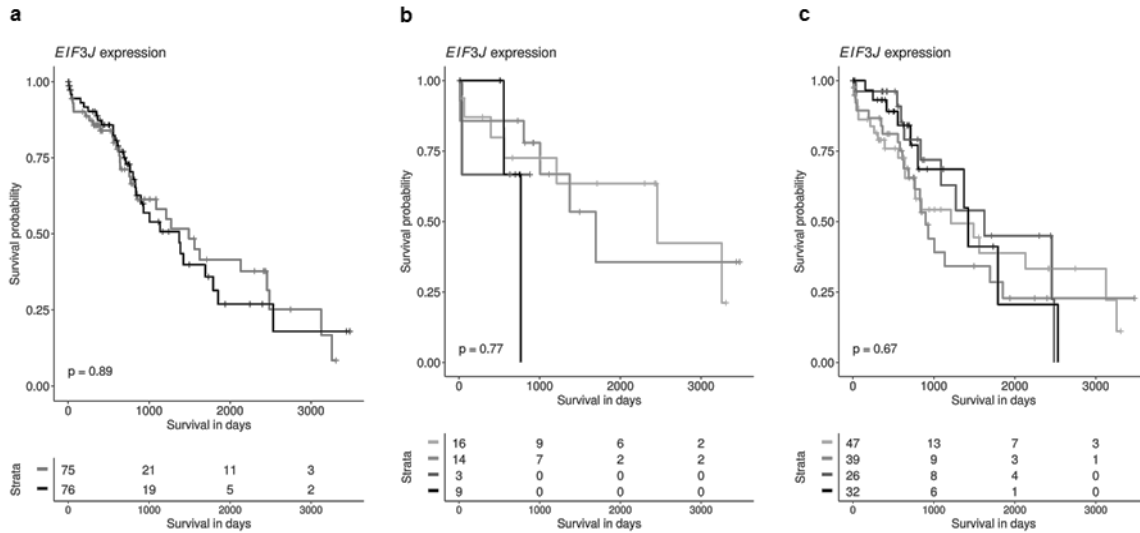 a
EIF3J expression
1.00
0.75
0.50
0.25
0.00
Survival probability
p = 0.89
0 1000 2000 3000
Survival in days
Strata
75 21 11 3
76 19 5 2
0 1000 2000 3000
Survival in days
b
EIF3J expression
1.00
0.75
0.50
0.25
0.00
Survival probability
p = 0.77
0 1000 2000 3000
Survival in days
Strata
16 9 6 2
14 7 2 2
3 0 0 0
9 0 0 0
0 1000 2000 3000
Survival in days
c
EIF3J expression
1.00
0.75
0.50
0.25
0.00
Survival probability
p = 0.67
0 1000 2000 3000
Survival in days
Strata
47 13 7 3
39 9 3 1
26 8 4 0
32 6 1 0
0 1000 2000 3000
Survival in days